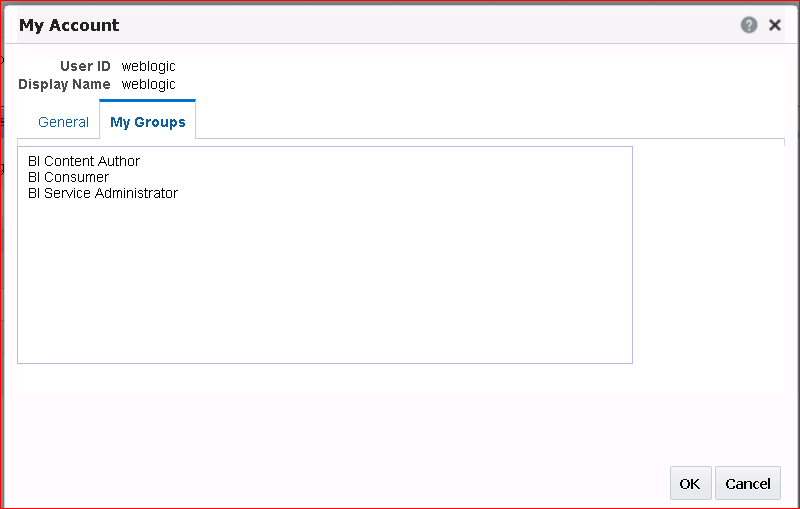 My Account
User ID weblogic
Display Name weblogic
General My Groups
BI Content Author
BI Consumer
BI Service Administrator
OK Cancel